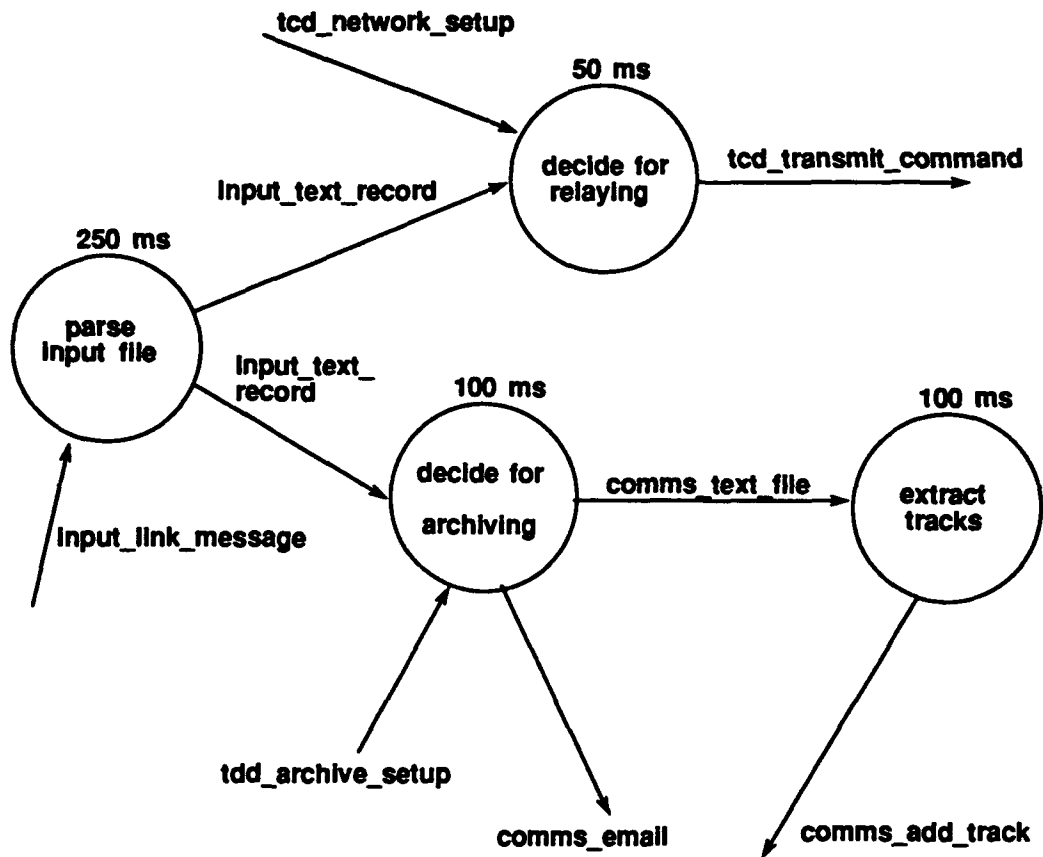 tcd_network_setup
50 ms
decide for
relaying
tcd_transmit_command
input_text_record
250 ms
parse
input file
input_text_
record
100 ms
100 ms
decide for
archiving
comms_text_file
extract
tracks
input_link_message
tdd_archive_setup
comms_email
comms_add_track